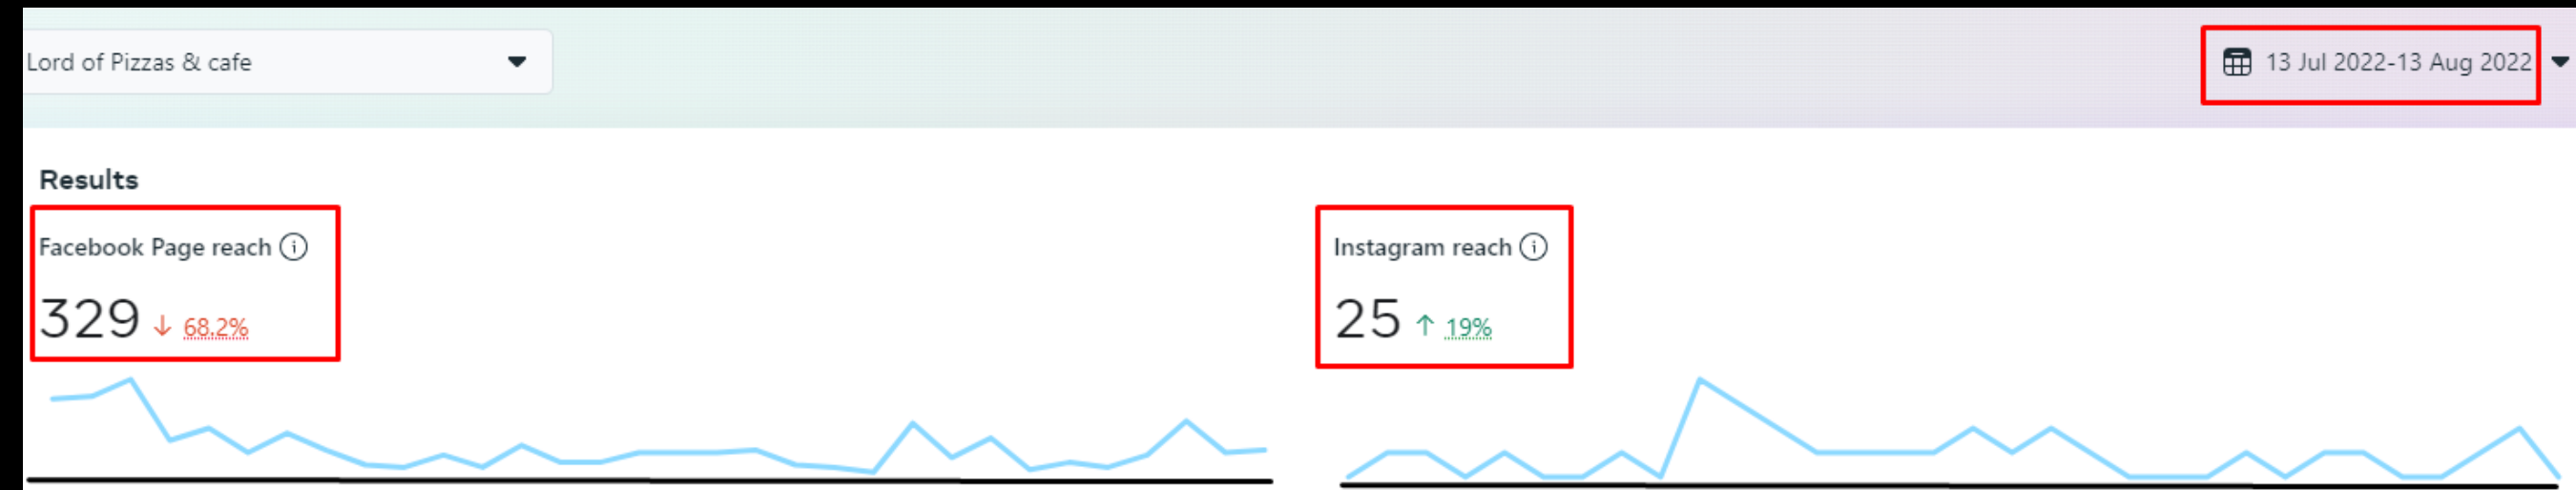 Lord of Pizzas & cafe
13 Jul 2022-13 Aug 2022
Results
Facebook Page reach
329 ↓ 68.2%
Instagram reach
25 ↑ 19%